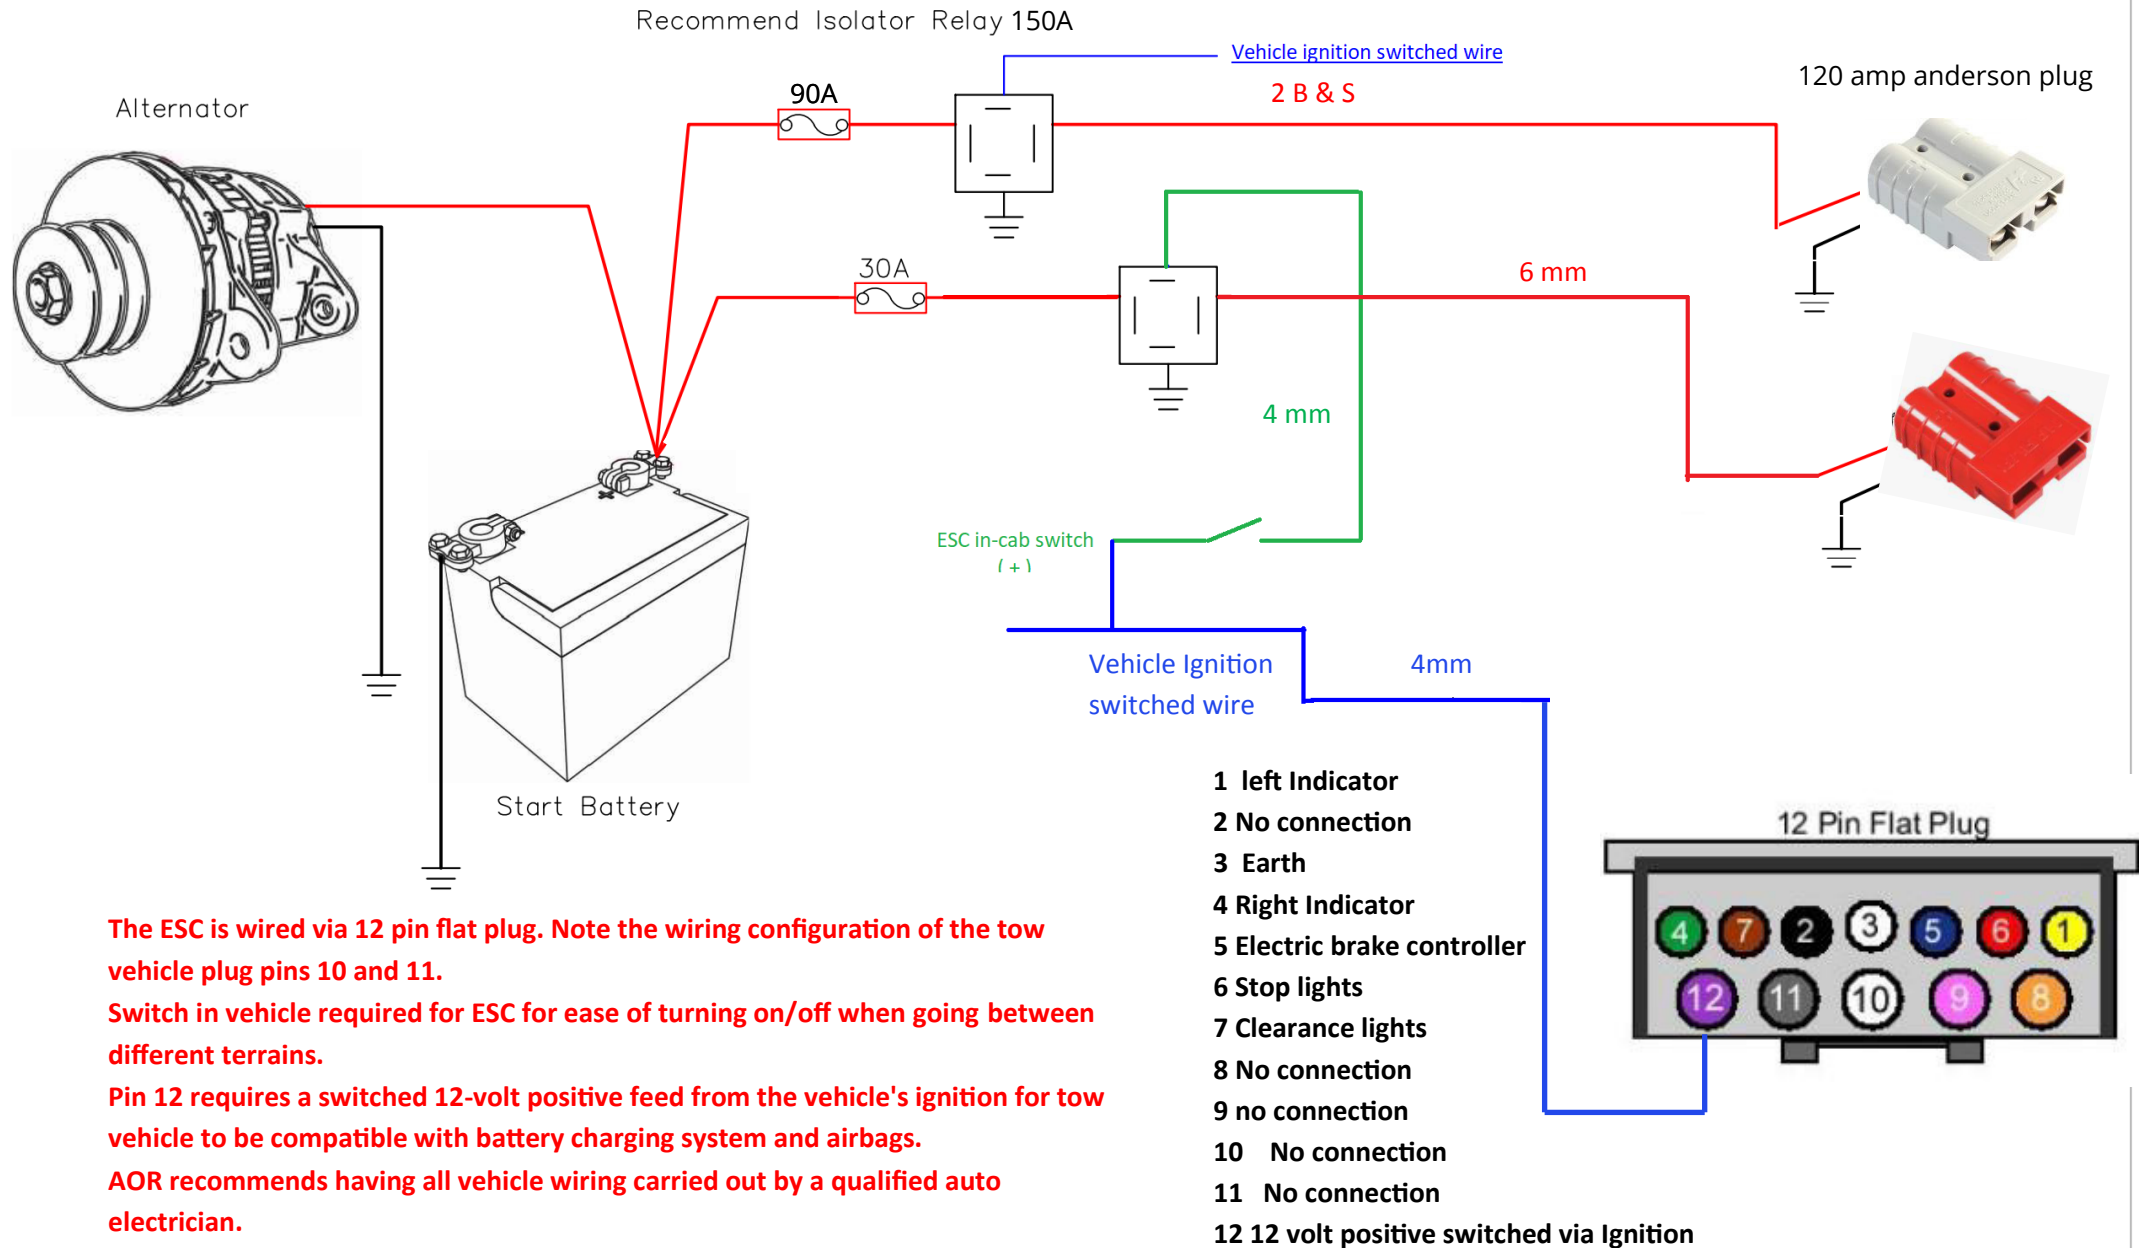 Recommend Isolator Relay 150A
Vehicle ignition switched wire
120 amp anderson plug
Alternator
90A
2 B & S
30A
6 mm
4 mm
ESC in-cab switch
( + )
Vehicle Ignition
switched wire
4mm
Start Battery
1 left Indicator
2 No connection
3 Earth
4 Right Indicator
5 Electric brake controller
6 Stop lights
7 Clearance lights
8 No connection
9 no connection
10 No connection
11 No connection
12 12 volt positive switched via Ignition
12 Pin Flat Plug
4 7 2 3 5 6 1
12 11 10 9 8
The ESC is wired via 12 pin flat plug. Note the wiring configuration of the tow
vehicle plug pins 10 and 11.
Switch in vehicle required for ESC for ease of turning on/off when going between
different terrains.
Pin 12 requires a switched 12-volt positive feed from the vehicle's ignition for tow
vehicle to be compatible with battery charging system and airbags.
AOR recommends having all vehicle wiring carried out by a qualified auto
electrician.